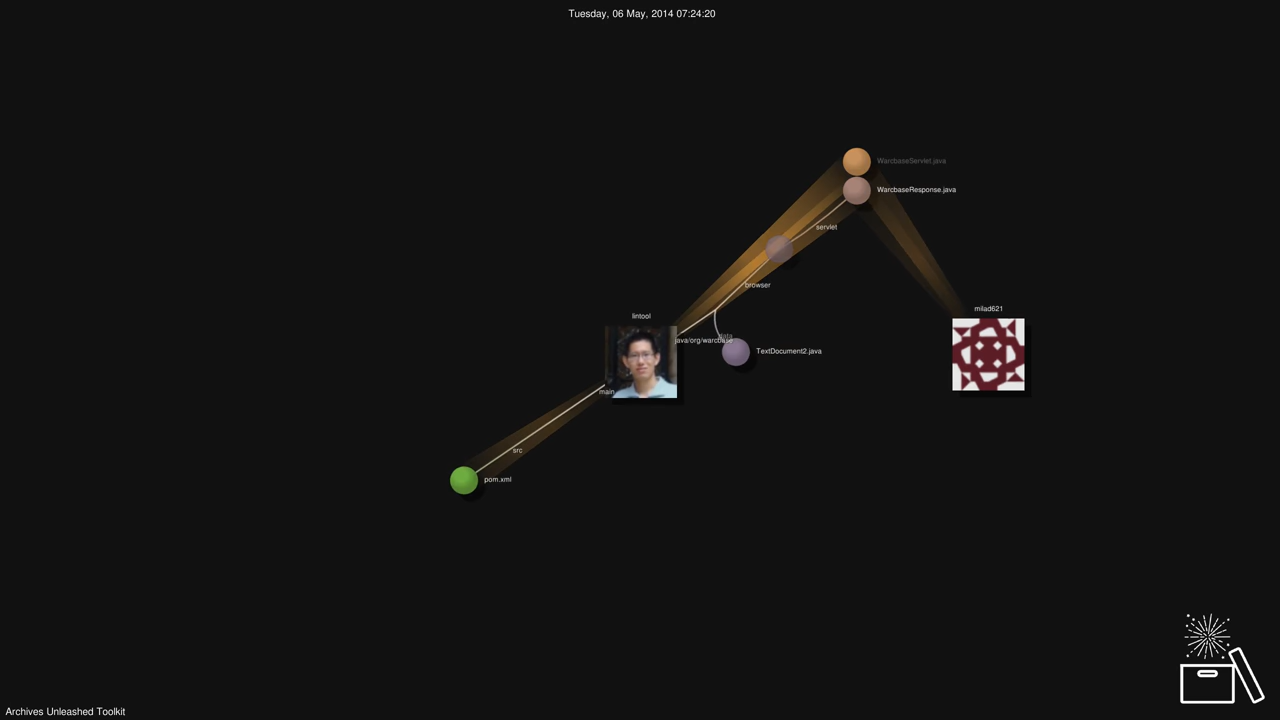 Tuesday, 06 May, 2014 07:24:20
WarcbaseServlet.java
WarcbaseResponse.java
servlet
browser
milad621
lintool
data
java/org/warcbase
TextDocument2.java
main
src
pom.xml
Archives Unleashed Toolkit